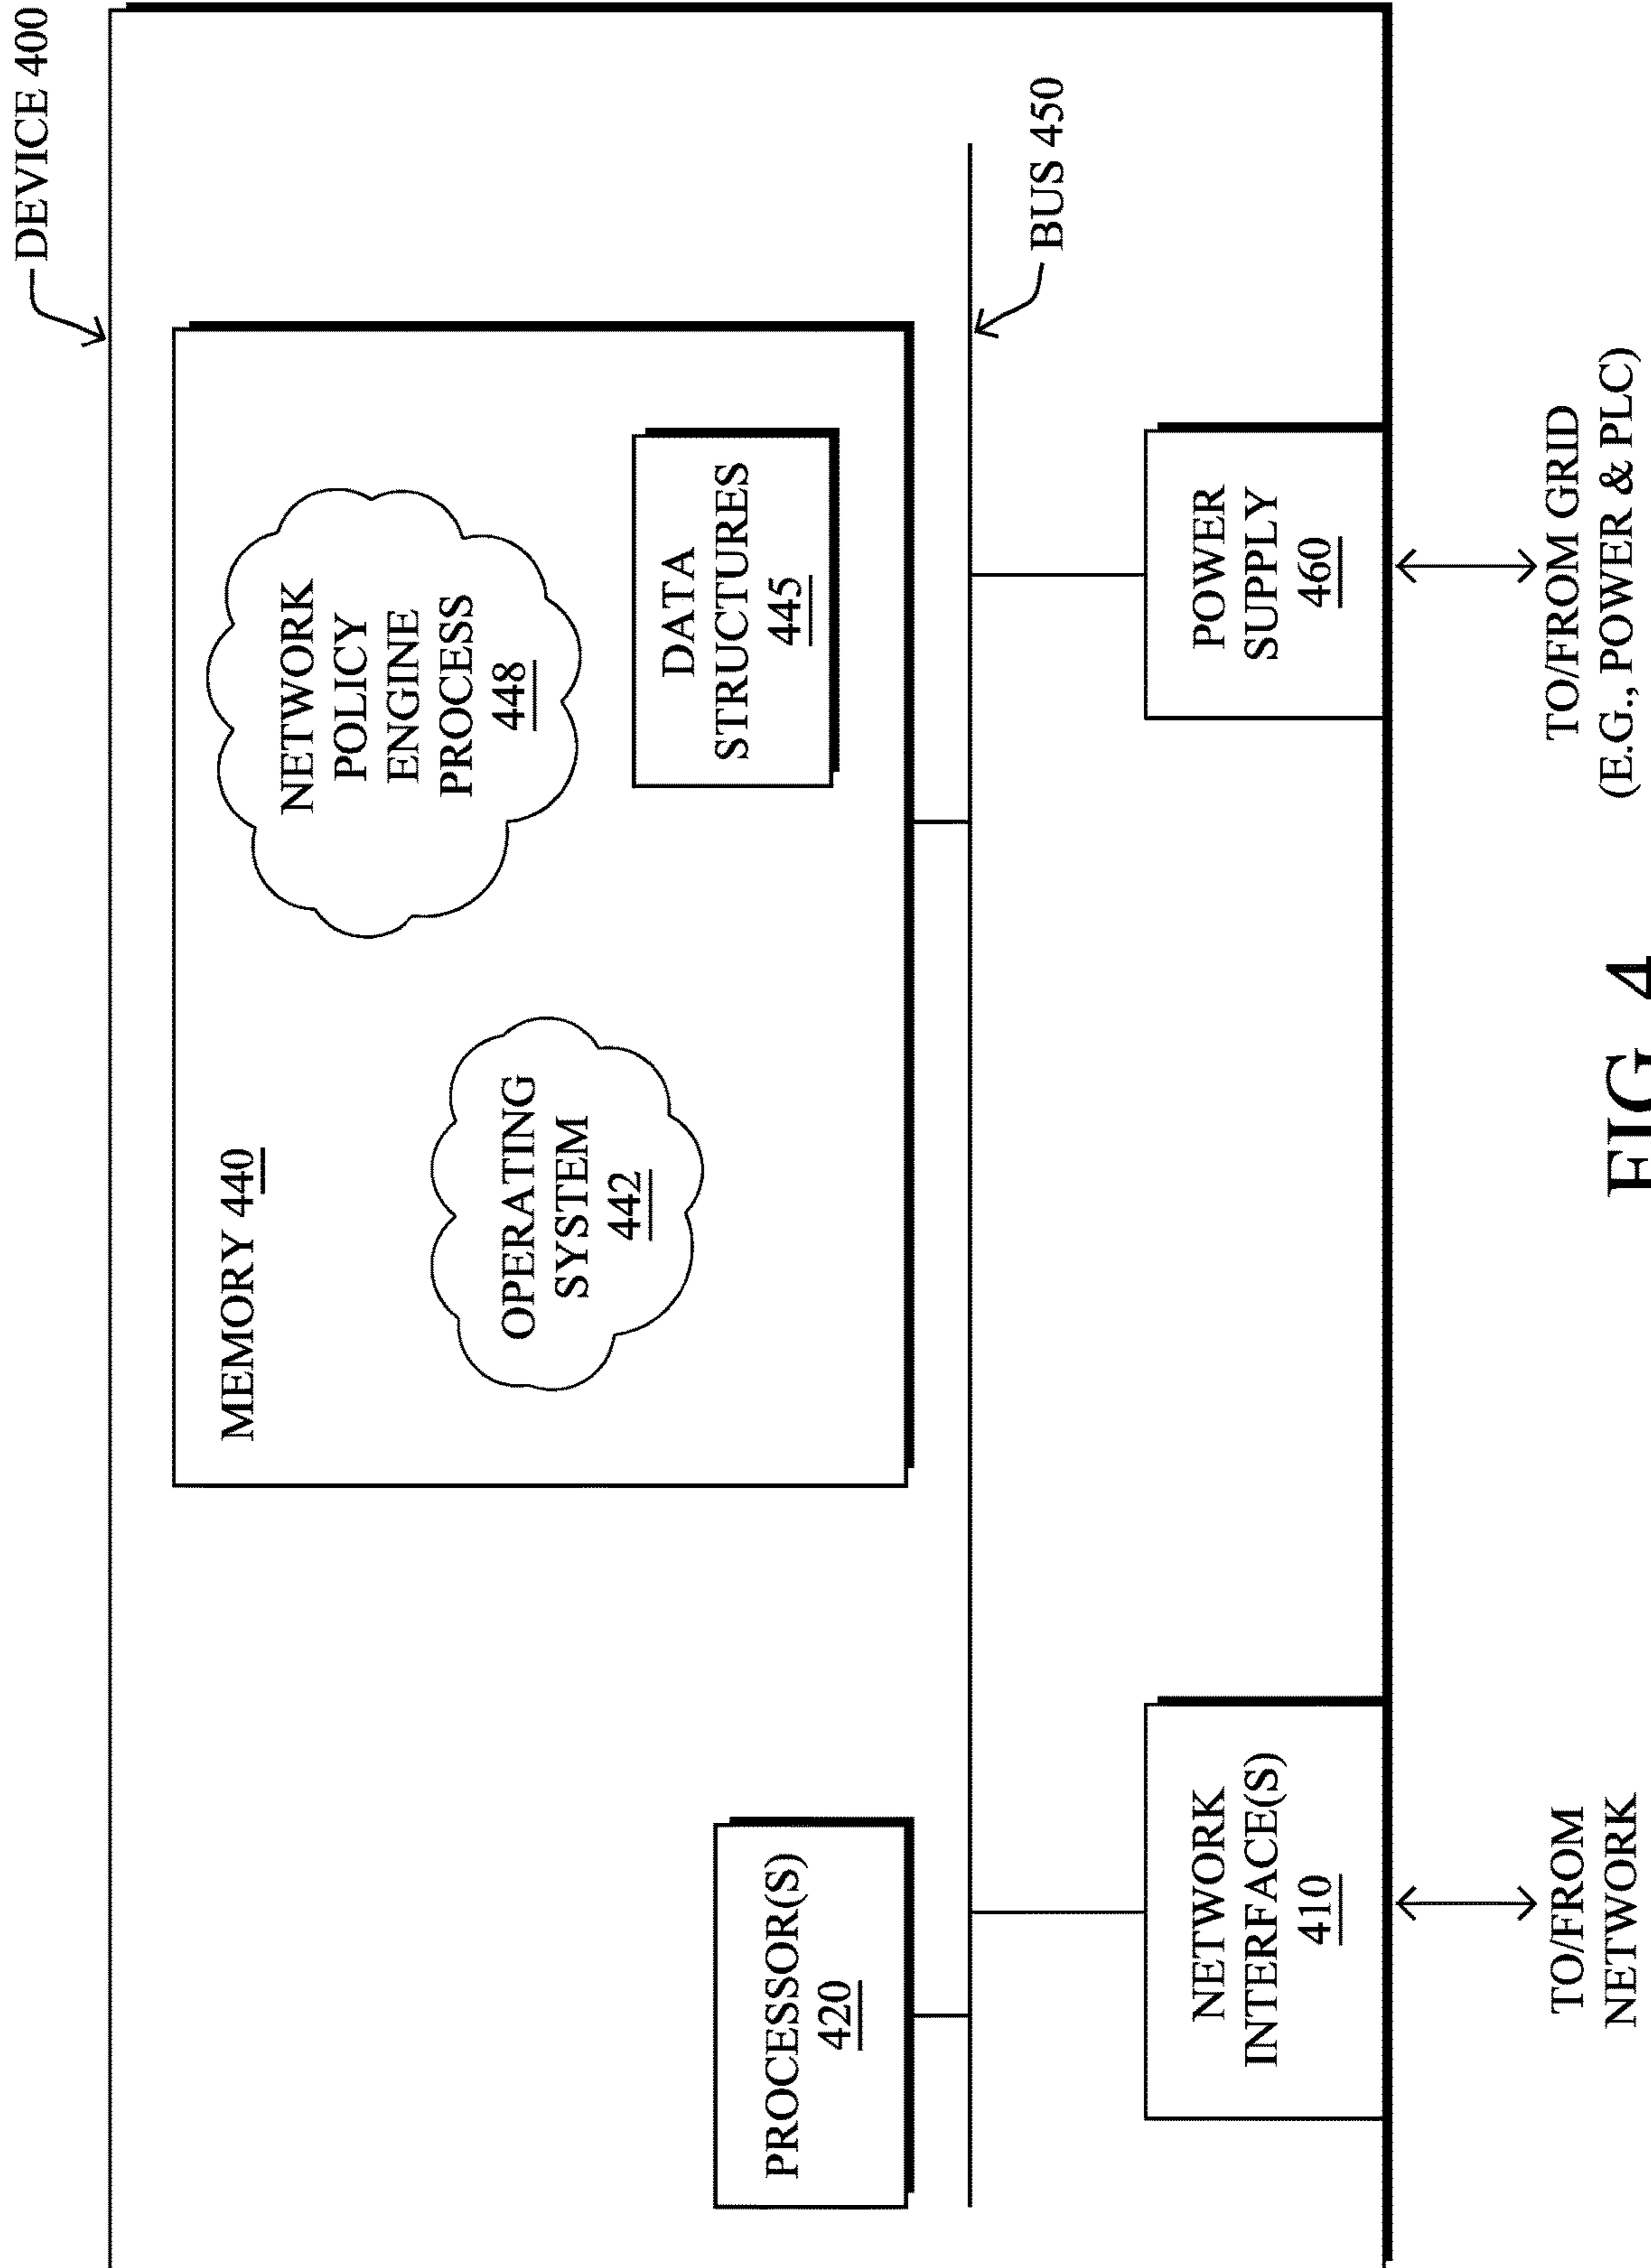 DEVICE 400
MEMORY 440
NETWORK
POLICY
ENGINE
PROCESS
448
OPERATING
SYSTEM
442
DATA
STRUCTURES
445
PROCESSOR(S)
420
BUS 450
NETWORK
INTERFACE(S)
410
POWER
SUPPLY
460
TO/FROM
NETWORK
TO/FROM GRID
(E.G., POWER & PLC)
FIG. 4